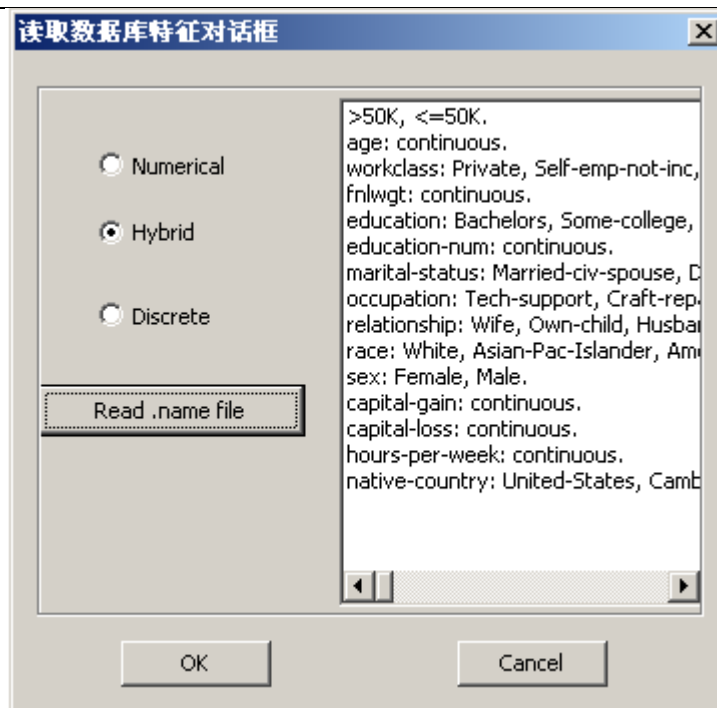 读取数据库特征对话框
Numerical
Hybrid
Discrete
Read .name file
>50K, <=50K.
age: continuous.
workclass: Private, Self-emp-not-inc,
fnlwgt: continuous.
education: Bachelors, Some-college,
education-num: continuous.
marital-status: Married-civ-spouse, D
occupation: Tech-support, Craft-rep
relationship: Wife, Own-child, Husba
race: White, Asian-Pac-Islander, Am
sex: Female, Male.
capital-gain: continuous.
capital-loss: continuous.
hours-per-week: continuous.
native-country: United-States, Camb
OK
Cancel